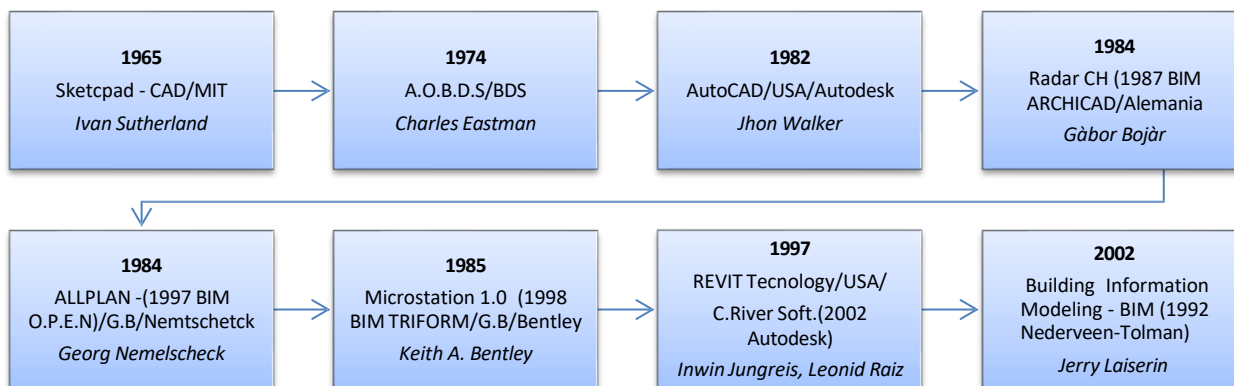 1965
Sketcpad - CAD/MIT
Ivan Sutherland
1974
A.O.B.D.S/BDS
Charles Eastman
1982
AutoCAD/USA/Autodesk
Jhon Walker
1984
Radar CH (1987 BIM
ARCHICAD/Alemania
Gàbor Bojàr
1984
ALLPLAN -(1997 BIM
O.P.E.N)/G.B/Nemtschetck
Georg Nemelscheck
1985
Microstation 1.0 (1998
BIM TRIFORM/G.B/Bentley
Keith A. Bentley
1997
REVIT Tecnology/USA/
C.River Soft.(2002
Autodesk)
Inwin Jungreis, Leonid Raiz
2002
Building Information
Modeling - BIM (1992
Nederveen-Tolman)
Jerry Laiserin